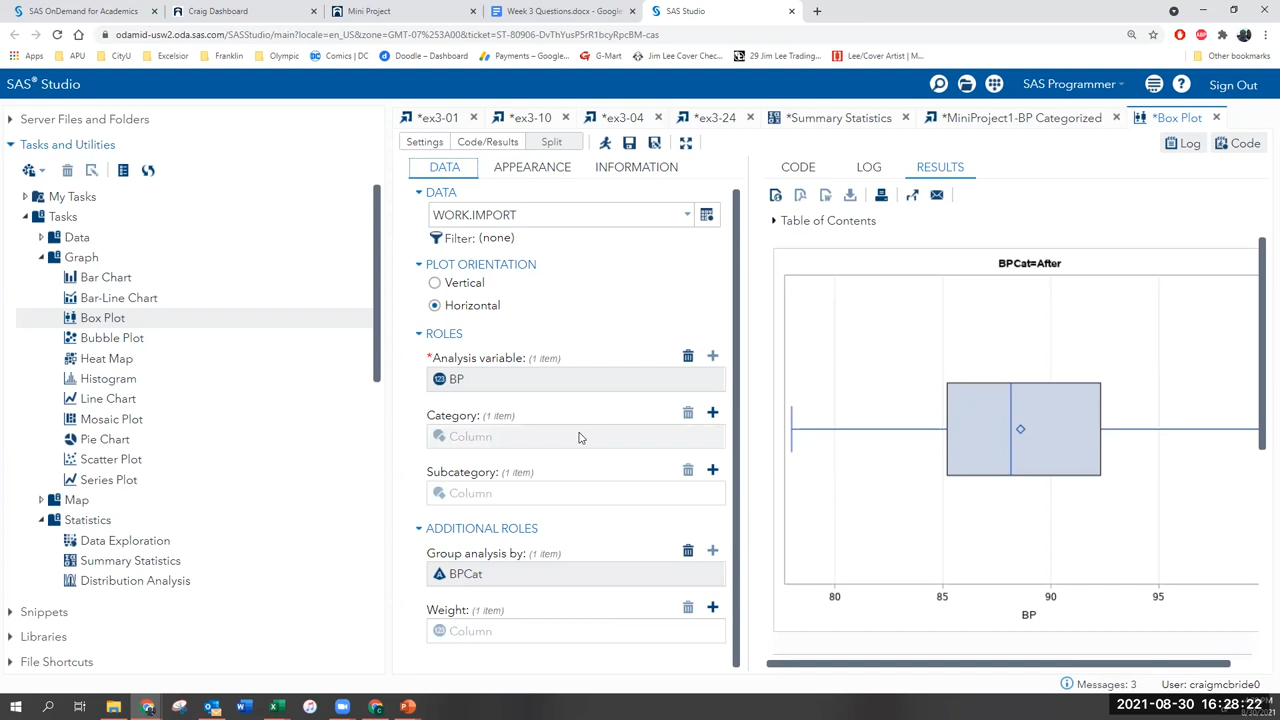 SAS OnDemand for Academics
Craig Dashboard
Mini Project
Week 3 Questions.docx - Google
SAS Studio
odamid-usw2.oda.sas.com/SASStudio/main?locale=en_US&zone=GMT-07%253A00&ticket=ST-80906-DvThYusP5rR1bcyRpcBM-cas
Apps
APU
CityU
Excelsior
Franklin
Olympic
Comics | DC
Doodle – Dashboard
Payments – Google...
G-Mart
Jim Lee Cover Chec...
29 Jim Lee Trading...
Lee/Cover Artist | M...
Other bookmarks
SAS® Studio
SAS Programmer
Sign Out
Server Files and Folders
Tasks and Utilities
My Tasks
Tasks
Data
Graph
Bar Chart
Bar-Line Chart
Box Plot
Bubble Plot
Heat Map
Histogram
Line Chart
Mosaic Plot
Pie Chart
Scatter Plot
Series Plot
Map
Statistics
Data Exploration
Summary Statistics
Distribution Analysis
Snippets
Libraries
File Shortcuts
*ex3-01
*ex3-10
*ex3-04
*ex3-24
*Summary Statistics
*MiniProject1-BP Categorized
*Box Plot
Settings
Code/Results
Split
Log
Code
DATA
APPEARANCE
INFORMATION
DATA
WORK.IMPORT
Filter: (none)
PLOT ORIENTATION
Vertical
Horizontal
ROLES
*Analysis variable: (1 item)
BP
Category: (1 item)
Column
Subcategory: (1 item)
Column
ADDITIONAL ROLES
Group analysis by: (1 item)
BPCat
Weight: (1 item)
Column
CODE
LOG
RESULTS
Table of Contents
BPCat=After
80
85
90
95
BP
Messages: 3
User: craigmcbride0
2021-08-30 16:28:22